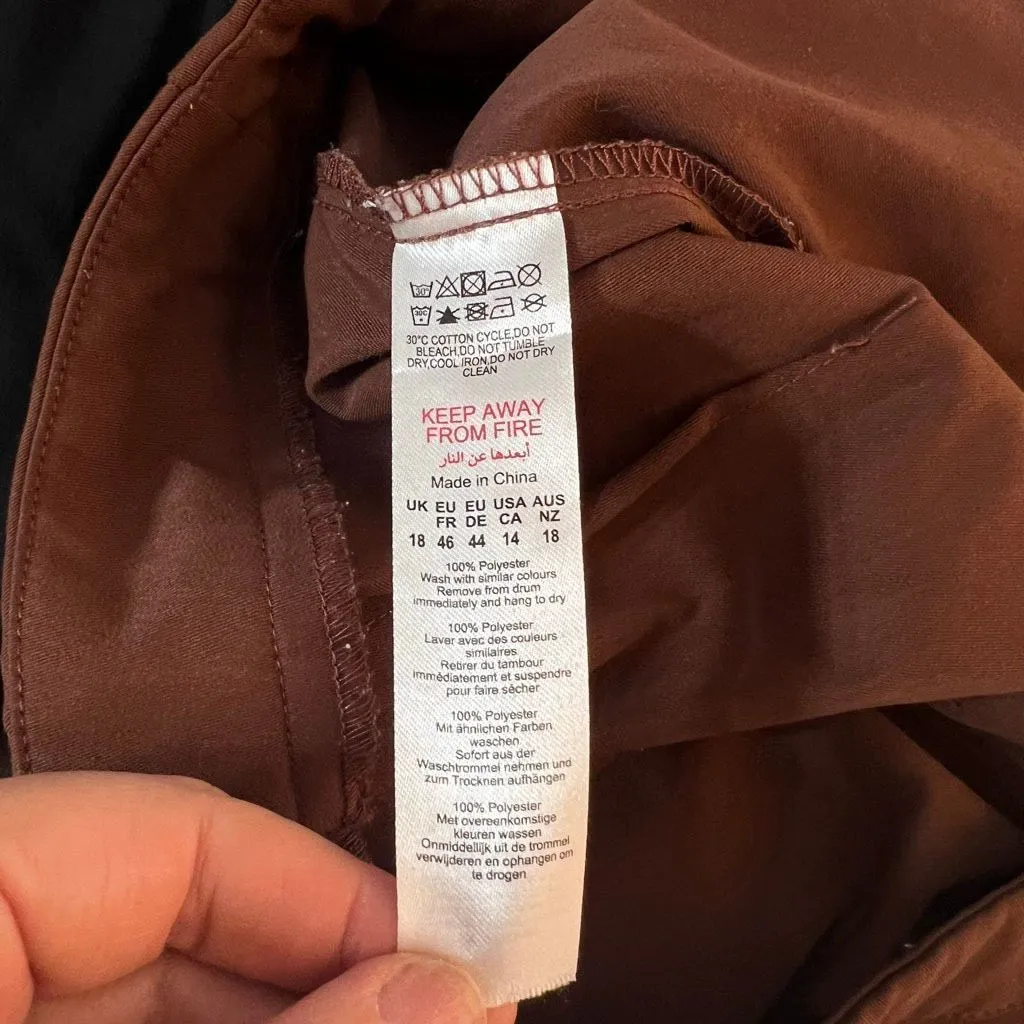 30°
30C
30°C COTTON CYCLE,DO NOT
BLEACH,DO NOT TUMBLE
DRY,COOL IRON,DO NOT DRY
CLEAN
KEEP AWAY
FROM FIRE
أبعدها عن النار
Made in China
UK EU EU USA AUS
FR DE CA NZ
18 46 44 14 18
100% Polyester
Wash with similar colours
Remove from drum
immediately and hang to dry
100% Polyester
Laver avec des couleurs
similaires
Retirer du tambour
immédiatement et suspendre
pour faire sécher
100% Polyester
Mit ähnlichen Farben
waschen
Sofort aus der
Waschtrommel nehmen und
zum Trocknen aufhängen
100% Polyester
Met overeenkomstige
kleuren wassen
Onmiddellijk uit de trommel
verwijderen en ophangen om
te drogen